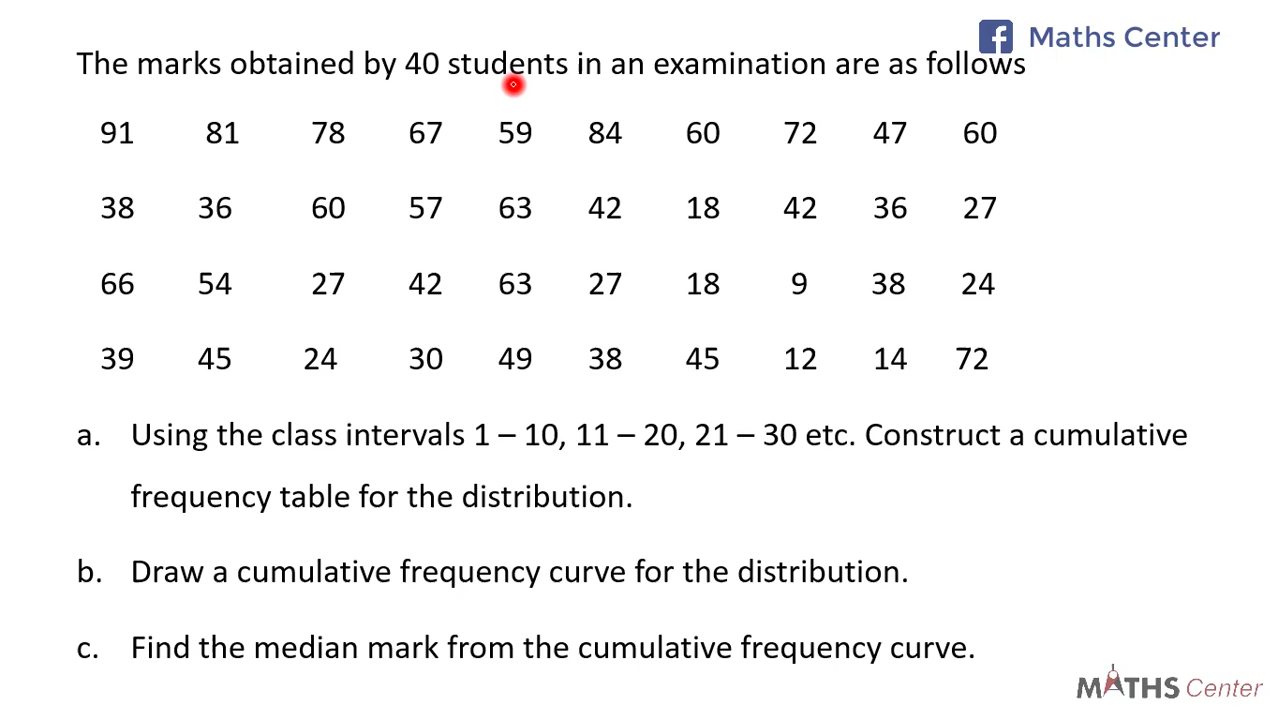 Maths Center
The marks obtained by 40 students in an examination are as follows
91 81 78 67 59 84 60 72 47 60
38 36 60 57 63 42 18 42 36 27
66 54 27 42 63 27 18 9 38 24
39 45 24 30 49 38 45 12 14 72
a. Using the class intervals 1 – 10, 11 – 20, 21 – 30 etc. Construct a cumulative
frequency table for the distribution.
b. Draw a cumulative frequency curve for the distribution.
c. Find the median mark from the cumulative frequency curve.
MATHS Center